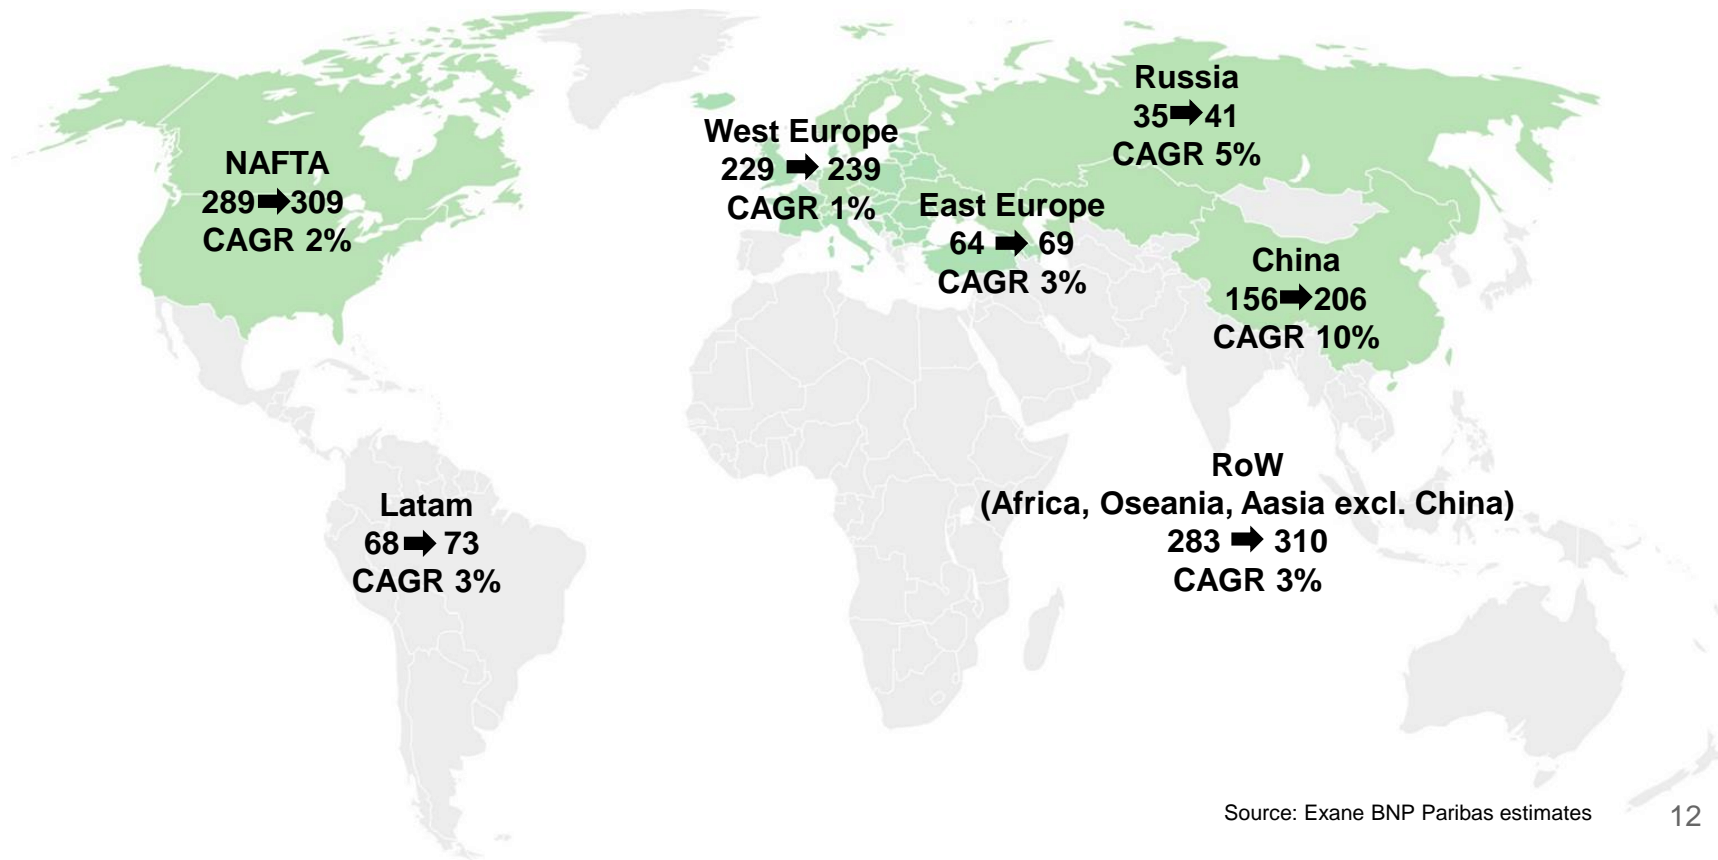 NAFTA
289➡309
CAGR 2%
West Europe
229 ➡ 239
CAGR 1%
East Europe
64 ➡ 69
CAGR 3%
Russia
35➡41
CAGR 5%
China
156➡206
CAGR 10%
Latam
68➡ 73
CAGR 3%
RoW
(Africa, Oseania, Aasia excl. China)
283 ➡ 310
CAGR 3%
Source: Exane BNP Paribas estimates
12